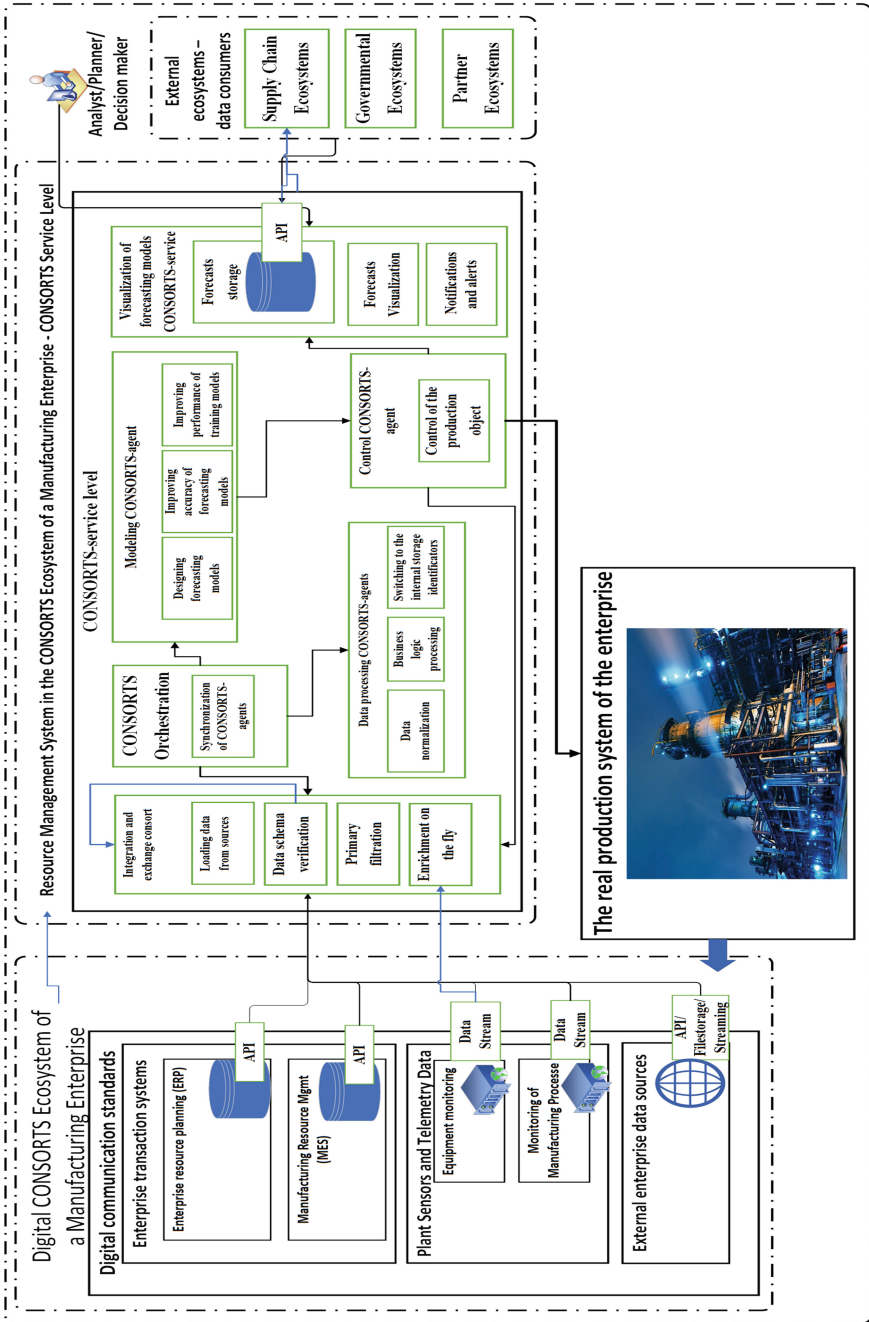 Digital CONSORTS Ecosystem of
a Manufacturing Enterprise
Digital communication standards
Enterprise transaction systems
Enterprise resource planning (ERP)
API
Manufacturing Resource Mgmt
(MES)
API
Plant Sensors and Telemetry Data
Equipment monitoring
Data
Stream
Monitoring of
Manufacturing Processe
Data
Stream
External enterprise data sources
API/
Filestorage/
Streaming
Resource Management System in the CONSORTS Ecosystem of a Manufacturing Enterprise - CONSORTS Service Level
CONSORTS-service level
Integration and
exchange consort
Loading data
from sources
Data schema
verification
Primary
filtration
Enrichment on
the fly
CONSORTS
Orchestration
Synchronization
of CONSORTS-
agents
Data processing CONSORTS-agents
Data
normalization
Business
logic
processing
Switching to the
internal storage
identificators
Modeling CONSORTS-agent
Designing
forecasting
models
Improving
accuracy of
forecasting
models
Improving
performance of
training models
Control CONSORTS-
agent
Control of the
production
object
Visualization of
forecasting models
CONSORTS-service
Forecasts
storage
API
Forecasts
Visualization
Notifications
and alerts
Analyst/Planner/
Decision maker
External
ecosystems –
data consumers
Supply Chain
Ecosystems
Governmental
Ecosystems
Partner
Ecosystems
The real production system of the enterprise